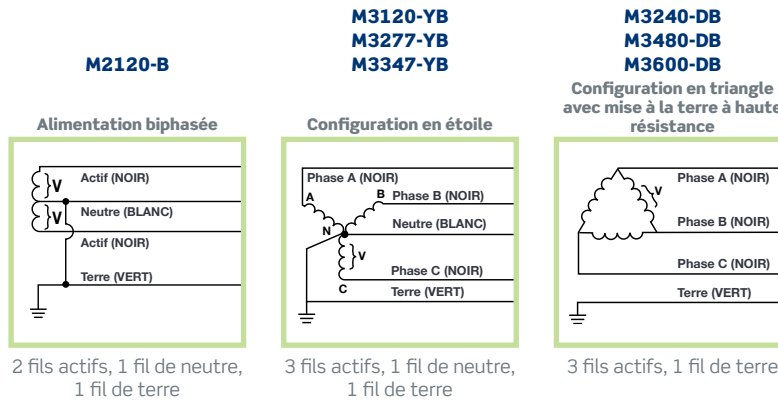 M2120-B
Alimentation biphasée
V
Actif (NOIR)
V
Neutre (BLANC)
Actif (NOIR)
Terre (VERT)
2 fils actifs, 1 fil de neutre,
1 fil de terre
M3120-YB
M3277-YB
M3347-YB
Configuration en étoile
Phase A (NOIR)
A
B Phase B (NOIR)
N
Neutre (BLANC)
V
Phase C (NOIR)
C
Terre (VERT)
3 fils actifs, 1 fil de neutre,
1 fil de terre
M3240-DB
M3480-DB
M3600-DB
Configuration en triangle
avec mise à la terre à haute
résistance
Phase A (NOIR)
V
Phase B (NOIR)
Phase C (NOIR)
Terre (VERT)
3 fils actifs, 1 fil de terre